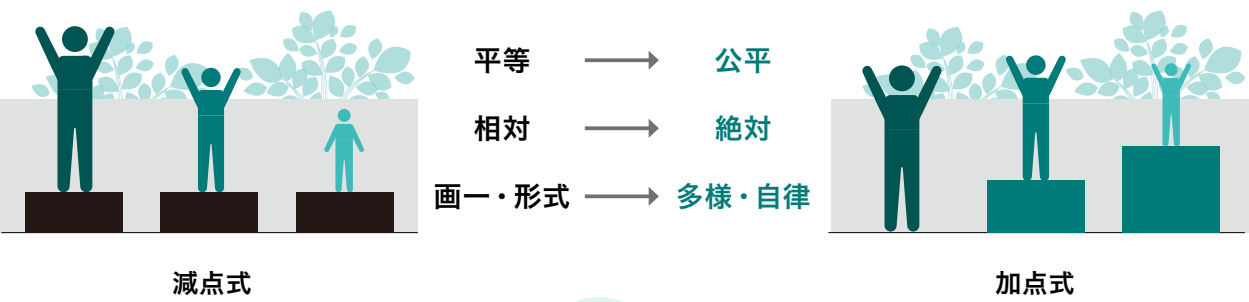 平等 公平
相対 絶対
画一・形式 多様・自律
減点式 加点式